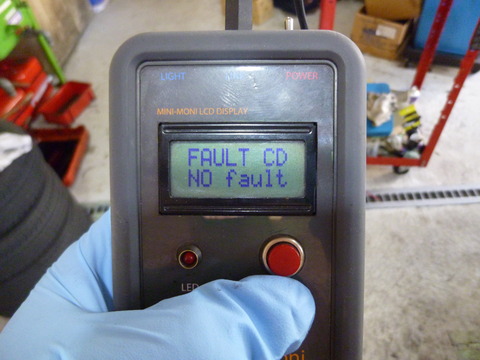 LIGHT POWER
MINI-MONI LCD DISPLAY
FAULT CD
NO fault
LED